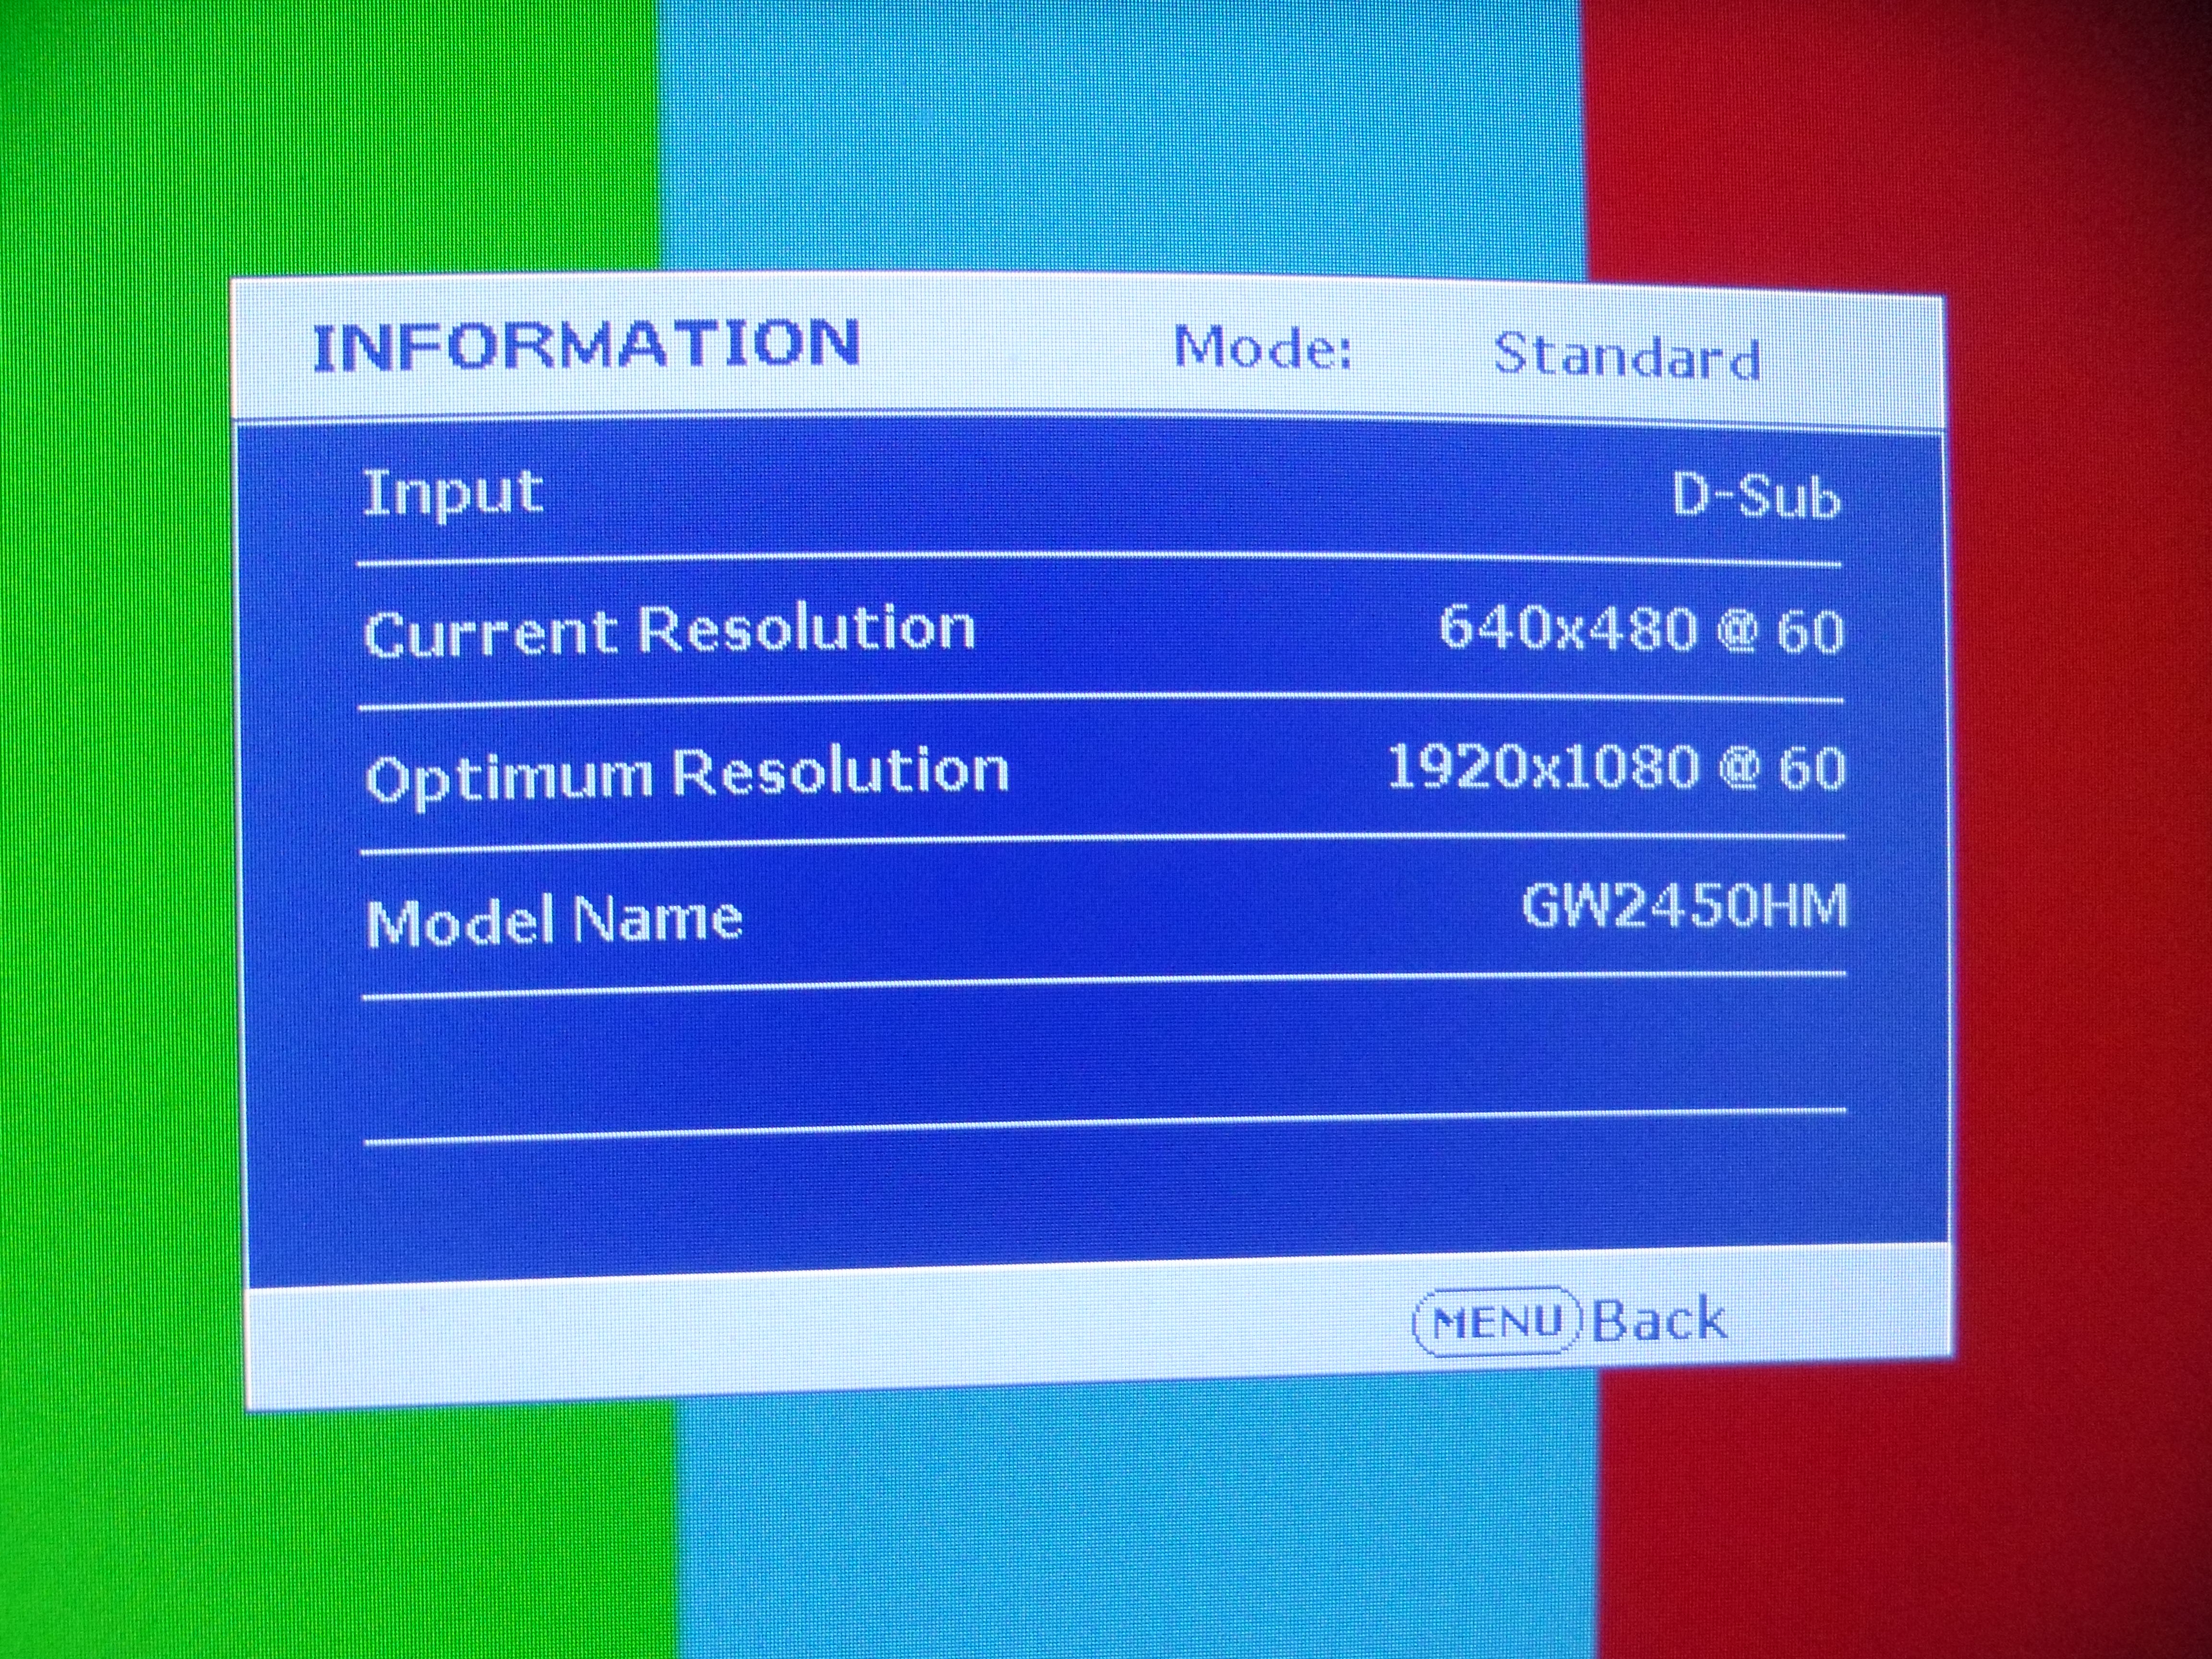 INFORMATION Mode: Standard
Input D-Sub
Current Resolution 640x480 @ 60
Optimum Resolution 1920x1080 @ 60
Model Name GW2450HM
MENU Back